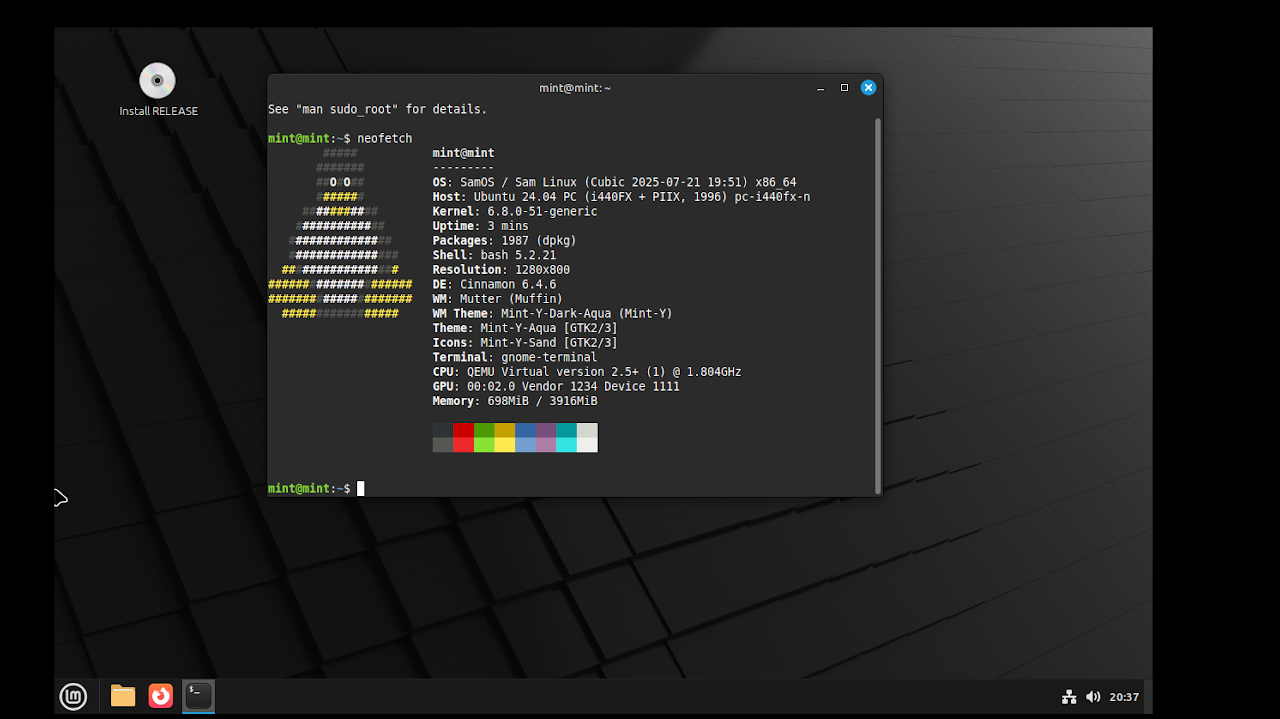 Install RELEASE
mint@mint: ~
See "man sudo_root" for details.
mint@mint:~$ neofetch
##### mint@mint
####### ---------
##O#O## OS: SamOS / Sam Linux (Cubic 2025-07-21 19:51) x86_64
####### Host: Ubuntu 24.04 PC (i440FX + PIIX, 1996) pc-i440fx-n
########### Kernel: 6.8.0-51-generic
############# Uptime: 3 mins
############### Packages: 1987 (dpkg)
################ Shell: bash 5.2.21
################# Resolution: 1280x800
##################### DE: Cinnamon 6.4.6
##################### WM: Mutter (Muffin)
################# WM Theme: Mint-Y-Dark-Aqua (Mint-Y)
Theme: Mint-Y-Aqua [GTK2/3]
Icons: Mint-Y-Sand [GTK2/3]
Terminal: gnome-terminal
CPU: QEMU Virtual version 2.5+ (1) @ 1.804GHz
GPU: 00:02.0 Vendor 1234 Device 1111
Memory: 698MiB / 3916MiB
mint@mint:~$
$_
20:37